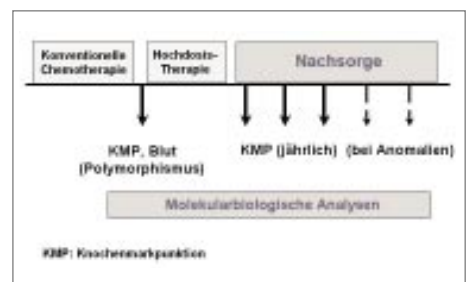 Konventionelle
Chemotherapie
Hochdosis-
Therapie
Nachsorge
KMP, Blut
(Polymorphismus)
KMP (jährlich) (bei Anomalien)
Molekularbiologische Analysen
KMP: Knochenmarkpunktion